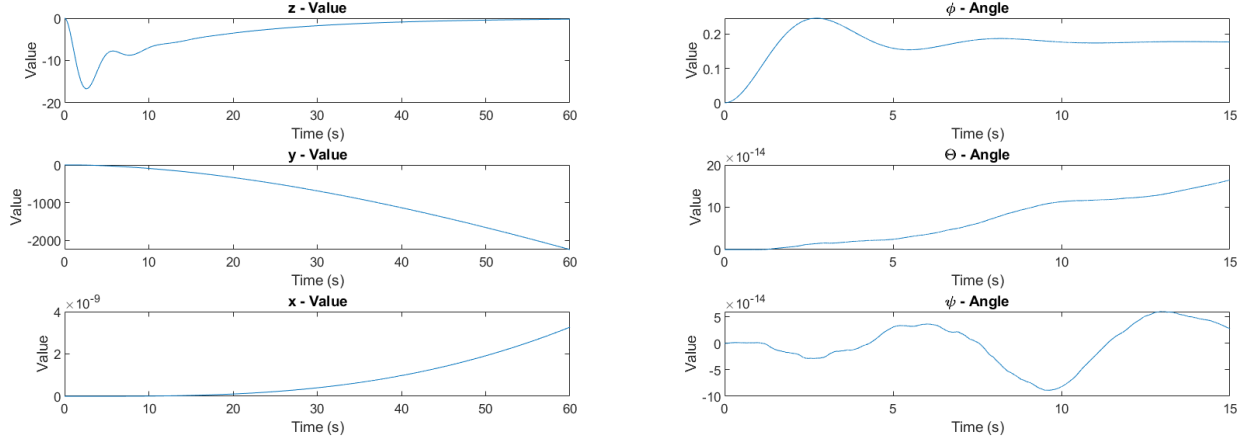 z - Value
Value
0
-10
-20
0 10 20 30 40 50 60
Time (s)
y - Value
Value
0
-1000
-2000
0 10 20 30 40 50 60
Time (s)
x - Value
×10^-9
Value
4
2
0
0 10 20 30 40 50 60
Time (s)
ϕ - Angle
Value
0.2
0.1
0
0 5 10 15
Time (s)
Θ - Angle
×10^-14
Value
20
10
0
0 5 10 15
Time (s)
ψ - Angle
×10^-14
Value
5
0
-5
-10
0 5 10 15
Time (s)